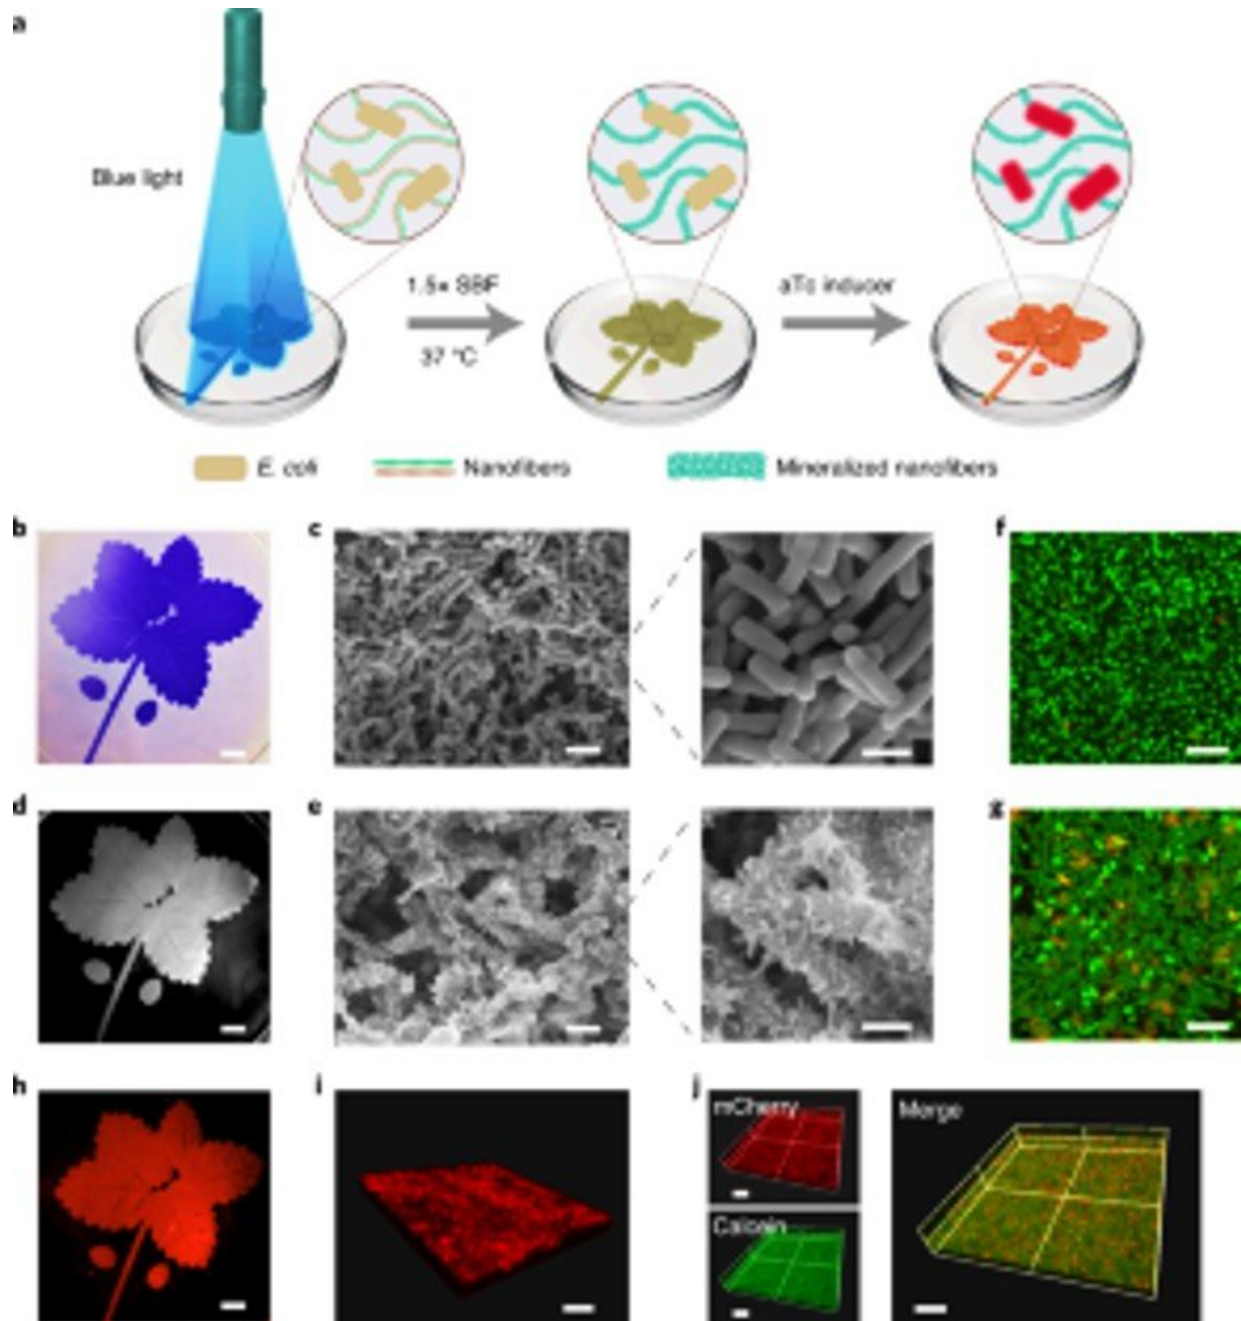 a
Blue light
1.5× SBF
37 °C
aTc inducer
E. coli
Nanofibers
Mineralized nanofibers
b
c
f
d
e
g
h
i
j
mCherry
Calcein
Merge